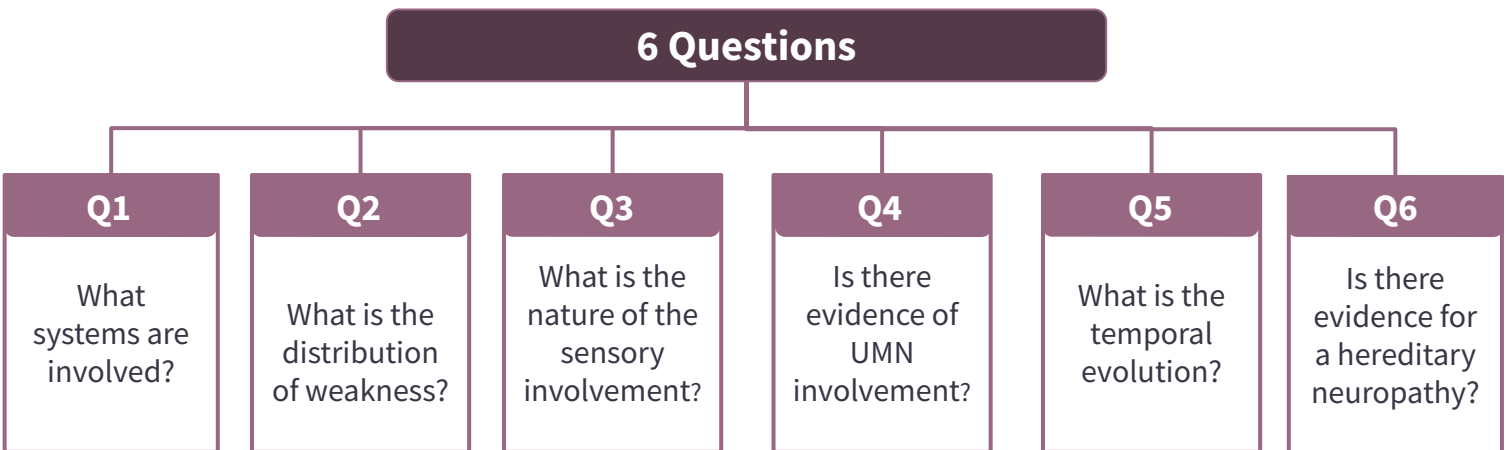 6 Questions
Q1
What
systems are
involved?
Q2
What is the
distribution
of weakness?
Q3
What is the
nature of the
sensory
involvement?
Q4
Is there
evidence of
UMN
involvement?
Q5
What is the
temporal
evolution?
Q6
Is there
evidence for
a hereditary
neuropathy?